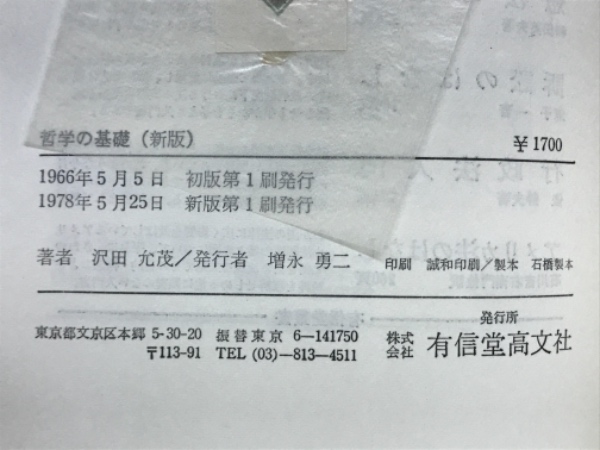 哲学の基礎（新版）　￥1700
1966年5月5日　初版第1刷発行
1978年5月25日　新版第1刷発行
著者　沢田 允茂／発行者　増永 勇二　印刷　誠和印刷／製本　石橋製本
発行所
東京都文京区本郷 5-30-20　振替東京 6—141750　株式会社 有信堂高文社
〒113-91　TEL (03)—813—4511